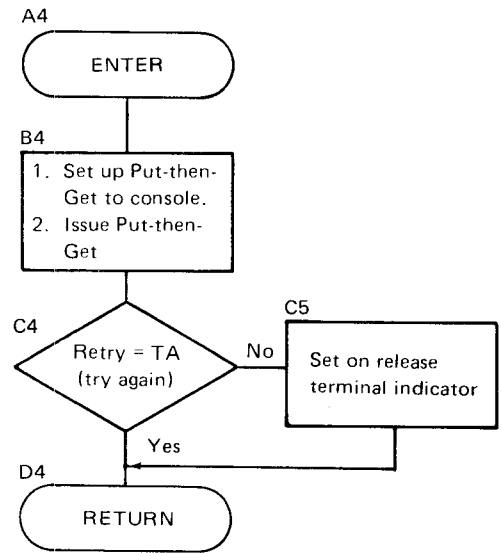 A4
ENTER
B4
1. Set up Put-then-
Get to console.
2. Issue Put-then-
Get
C4
Retry = TA
(try again)
No
C5
Set on release
terminal indicator
Yes
D4
RETURN